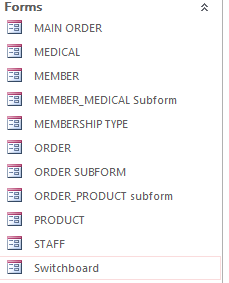 Forms
MAIN ORDER
MEDICAL
MEMBER
MEMBER_MEDICAL Subform
MEMBERSHIP TYPE
ORDER
ORDER SUBFORM
ORDER_PRODUCT subform
PRODUCT
STAFF
Switchboard